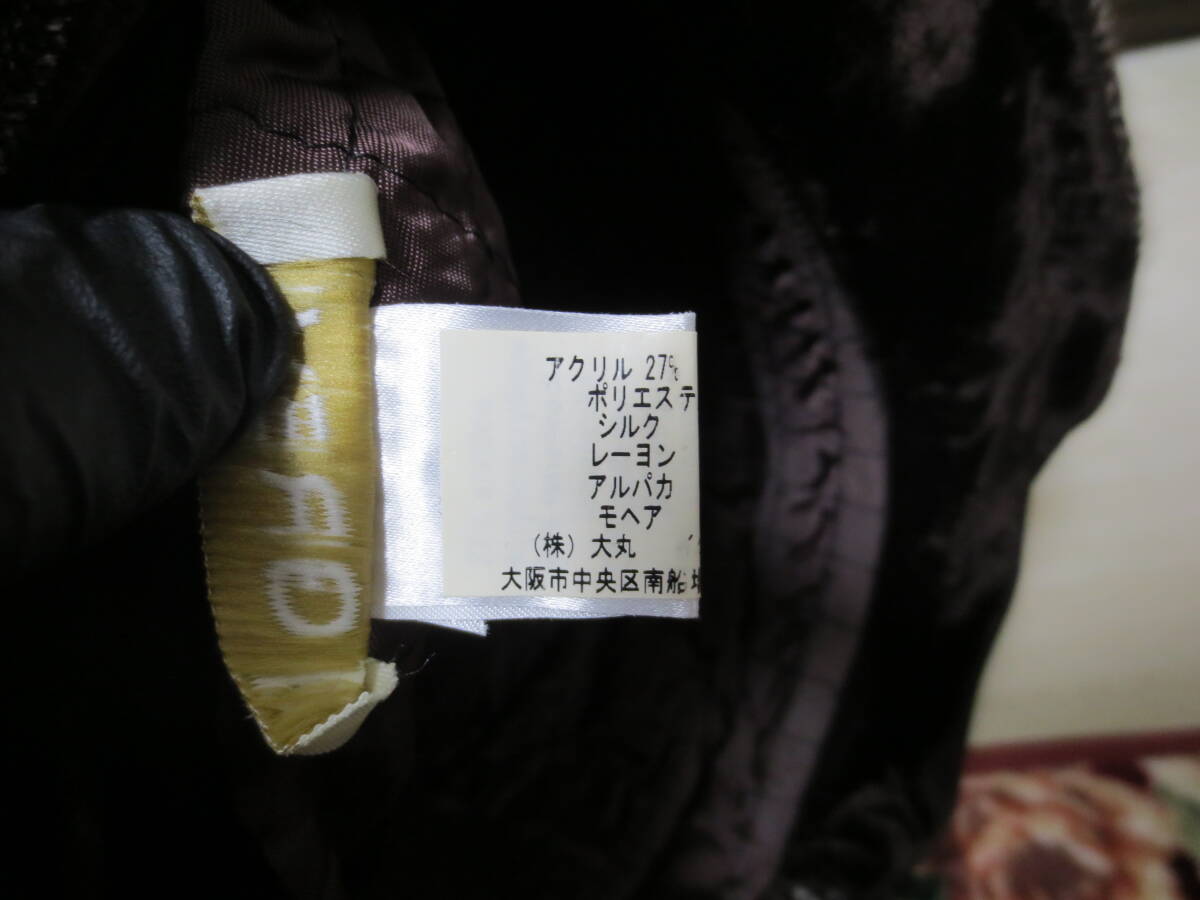 アクリル 27%
ポリエステ
シルク
レーヨン
アルパカ
モヘア
(株) 大丸
大阪市中央区南船